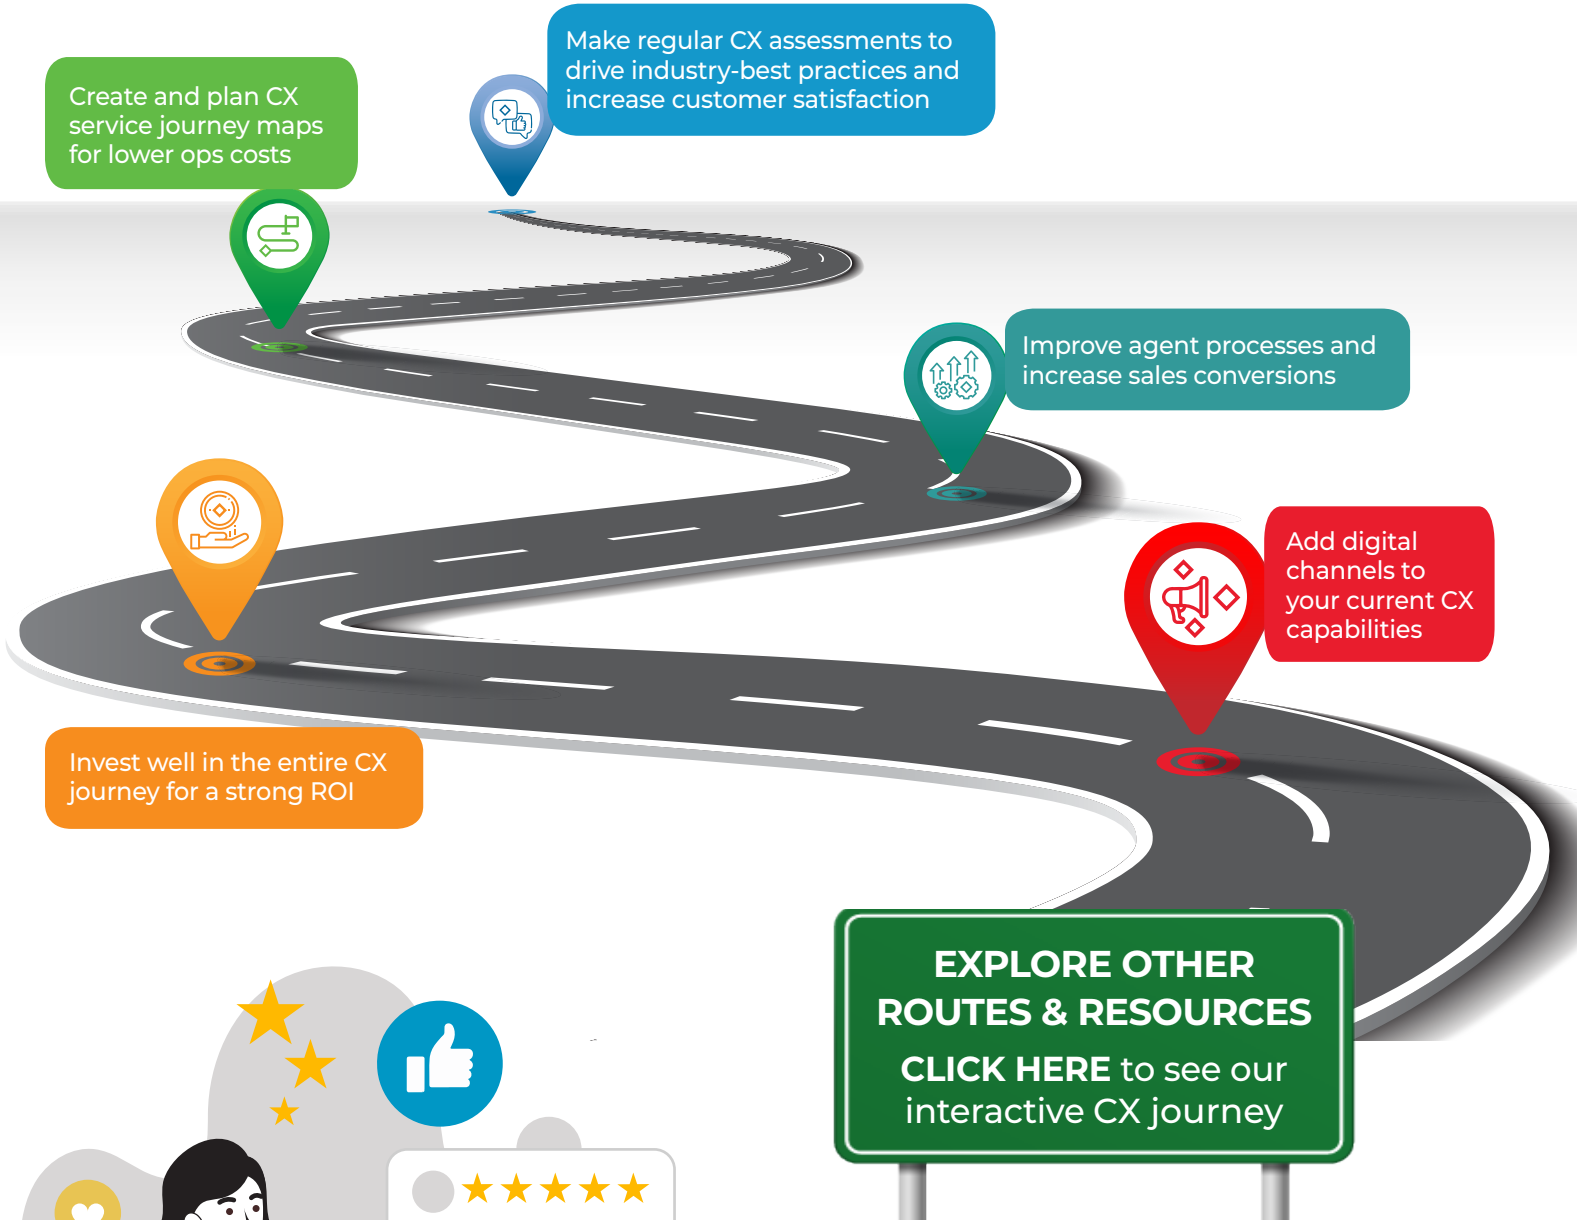 Make regular CX assessments to
drive industry-best practices and
increase customer satisfaction
Create and plan CX
service journey maps
for lower ops costs
Improve agent processes and
increase sales conversions
Add digital
channels to
your current CX
capabilities
Invest well in the entire CX
journey for a strong ROI
EXPLORE OTHER
ROUTES & RESOURCES
CLICK HERE to see our
interactive CX journey